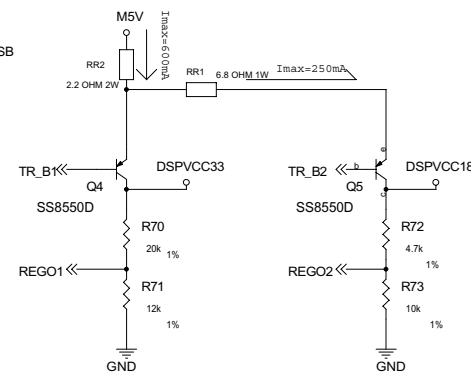 M5V
Imax=600mA
SB
RR2
2.2 OHM 2W
RR1
6.8 OHM 1W
Imax=250mA
e
TR_B1
Q4
SS8550D
DSPVCC33
TR_B2
b
Q5
SS8550D
c
DSPVCC18
R70
20k
1%
REGO1
R71
12k
1%
GND
R72
4.7k
1%
REGO2
R73
10k
1%
GND